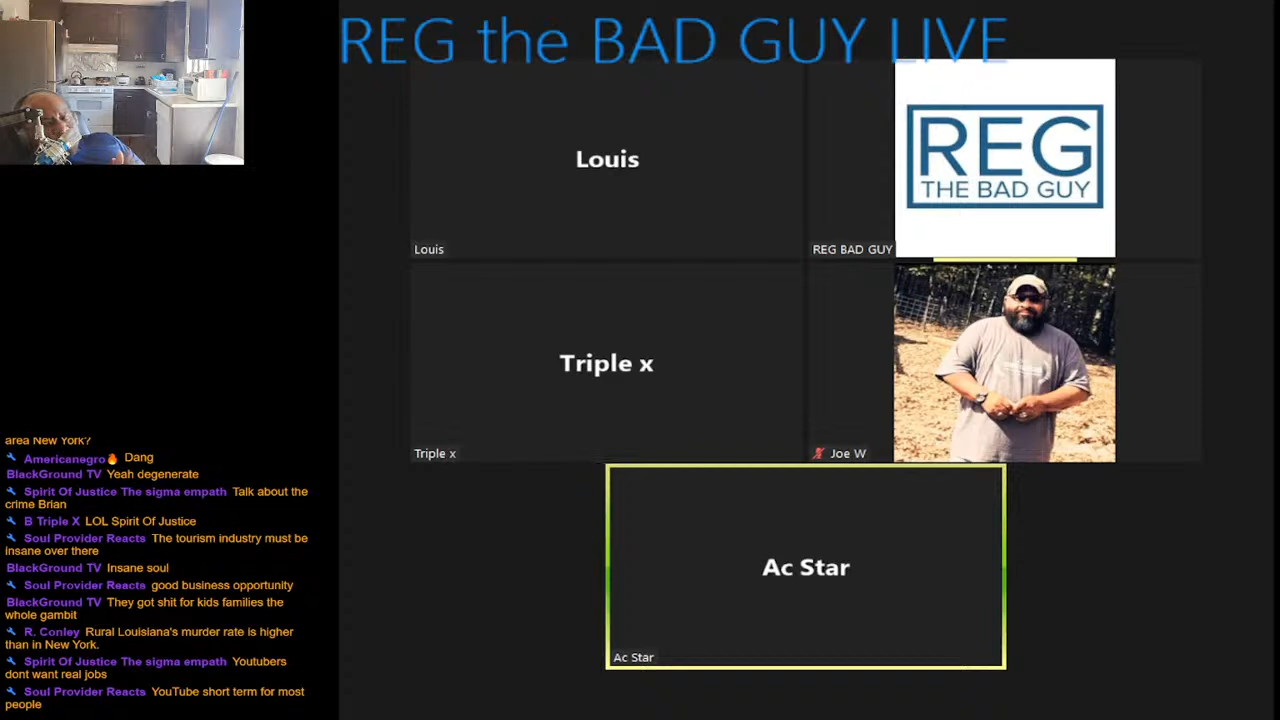 REG the BAD GUY LIVE
Louis
Louis
REG
THE BAD GUY
REG BAD GUY
Triple x
Triple x
Joe W
Ac Star
Ac Star
area New York?
Americanegro🔥 Dang
BlackGround TV Yeah degenerate
Spirit Of Justice The sigma empath Talk about the
crime Brian
B Triple X LOL Spirit Of Justice
Soul Provider Reacts The tourism industry must be
insane over there
BlackGround TV Insane soul
Soul Provider Reacts good business opportunity
BlackGround TV They got shit for kids families the
whole gambit
R. Conley Rural Louisiana's murder rate is higher
than in New York.
Spirit Of Justice The sigma empath Youtubers
dont want real jobs
Soul Provider Reacts YouTube short term for most
people